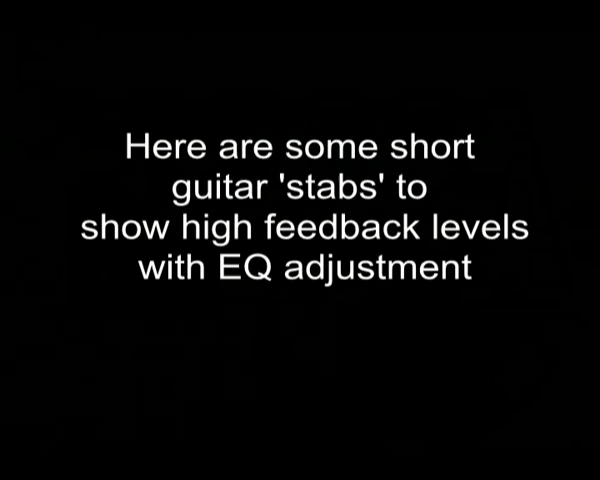 Here are some short
guitar 'stabs' to
show high feedback levels
with EQ adjustment